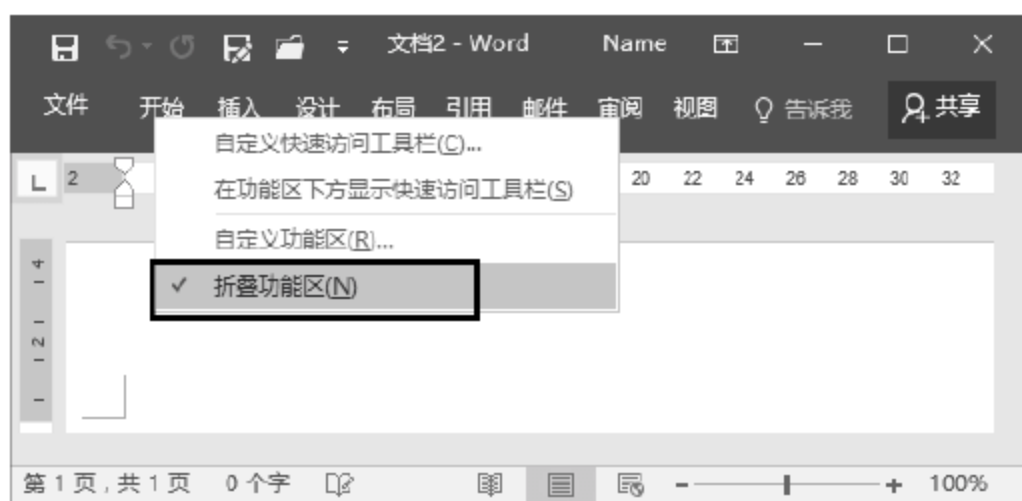 文档2 - Word Name
文件 开始 插入 设计 布局 引用 邮件 审阅 视图 告诉我 共享
自定义快速访问工具栏(C)...
在功能区下方显示快速访问工具栏(S)
自定义功能区(R)...
折叠功能区(N)
L 2 20 22 24 26 28 30 32
4
2
第1页,共1页 0个字 100%